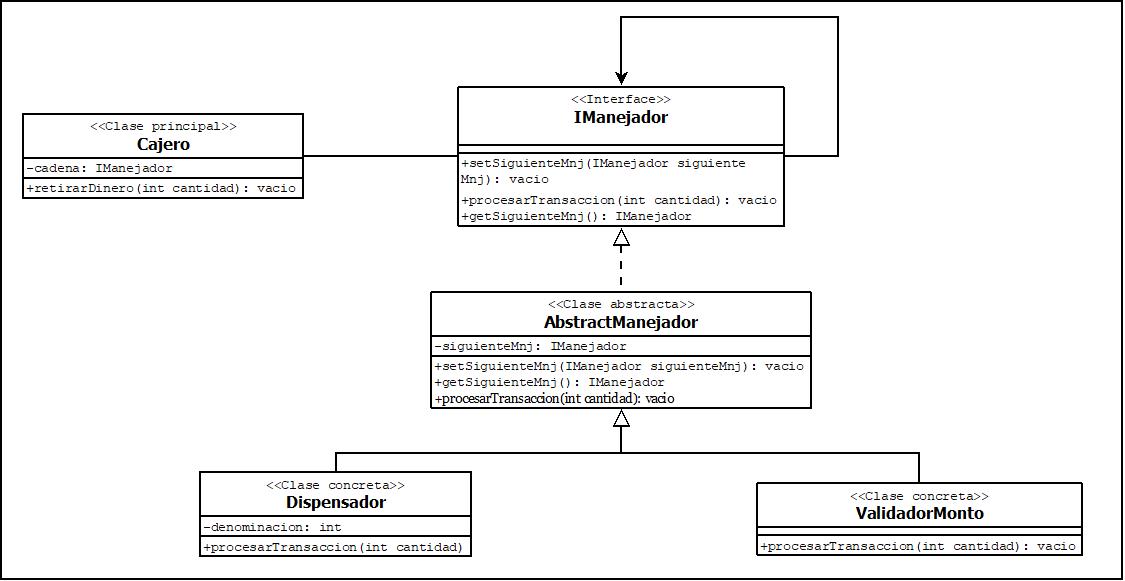 <<Clase principal>>
Cajero
-cadena: IManejador
+retirarDinero(int cantidad): vacio
<<Interface>>
IManejador
+setSiguienteMnj(IManejador siguiente
Mnj): vacio
+procesarTransaccion(int cantidad): vacio
+getSiguienteMnj(): IManejador
<<Clase abstracta>>
AbstractManejador
-siguienteMnj: IManejador
+setSiguienteMnj(IManejador siguienteMnj): vacio
+getSiguienteMnj(): IManejador
+procesarTransaccion(int cantidad): vacio
<<Clase concreta>>
Dispensador
-denominacion: int
+procesarTransaccion(int cantidad)
<<Clase concreta>>
ValidadorMonto
+procesarTransaccion(int cantidad): vacio